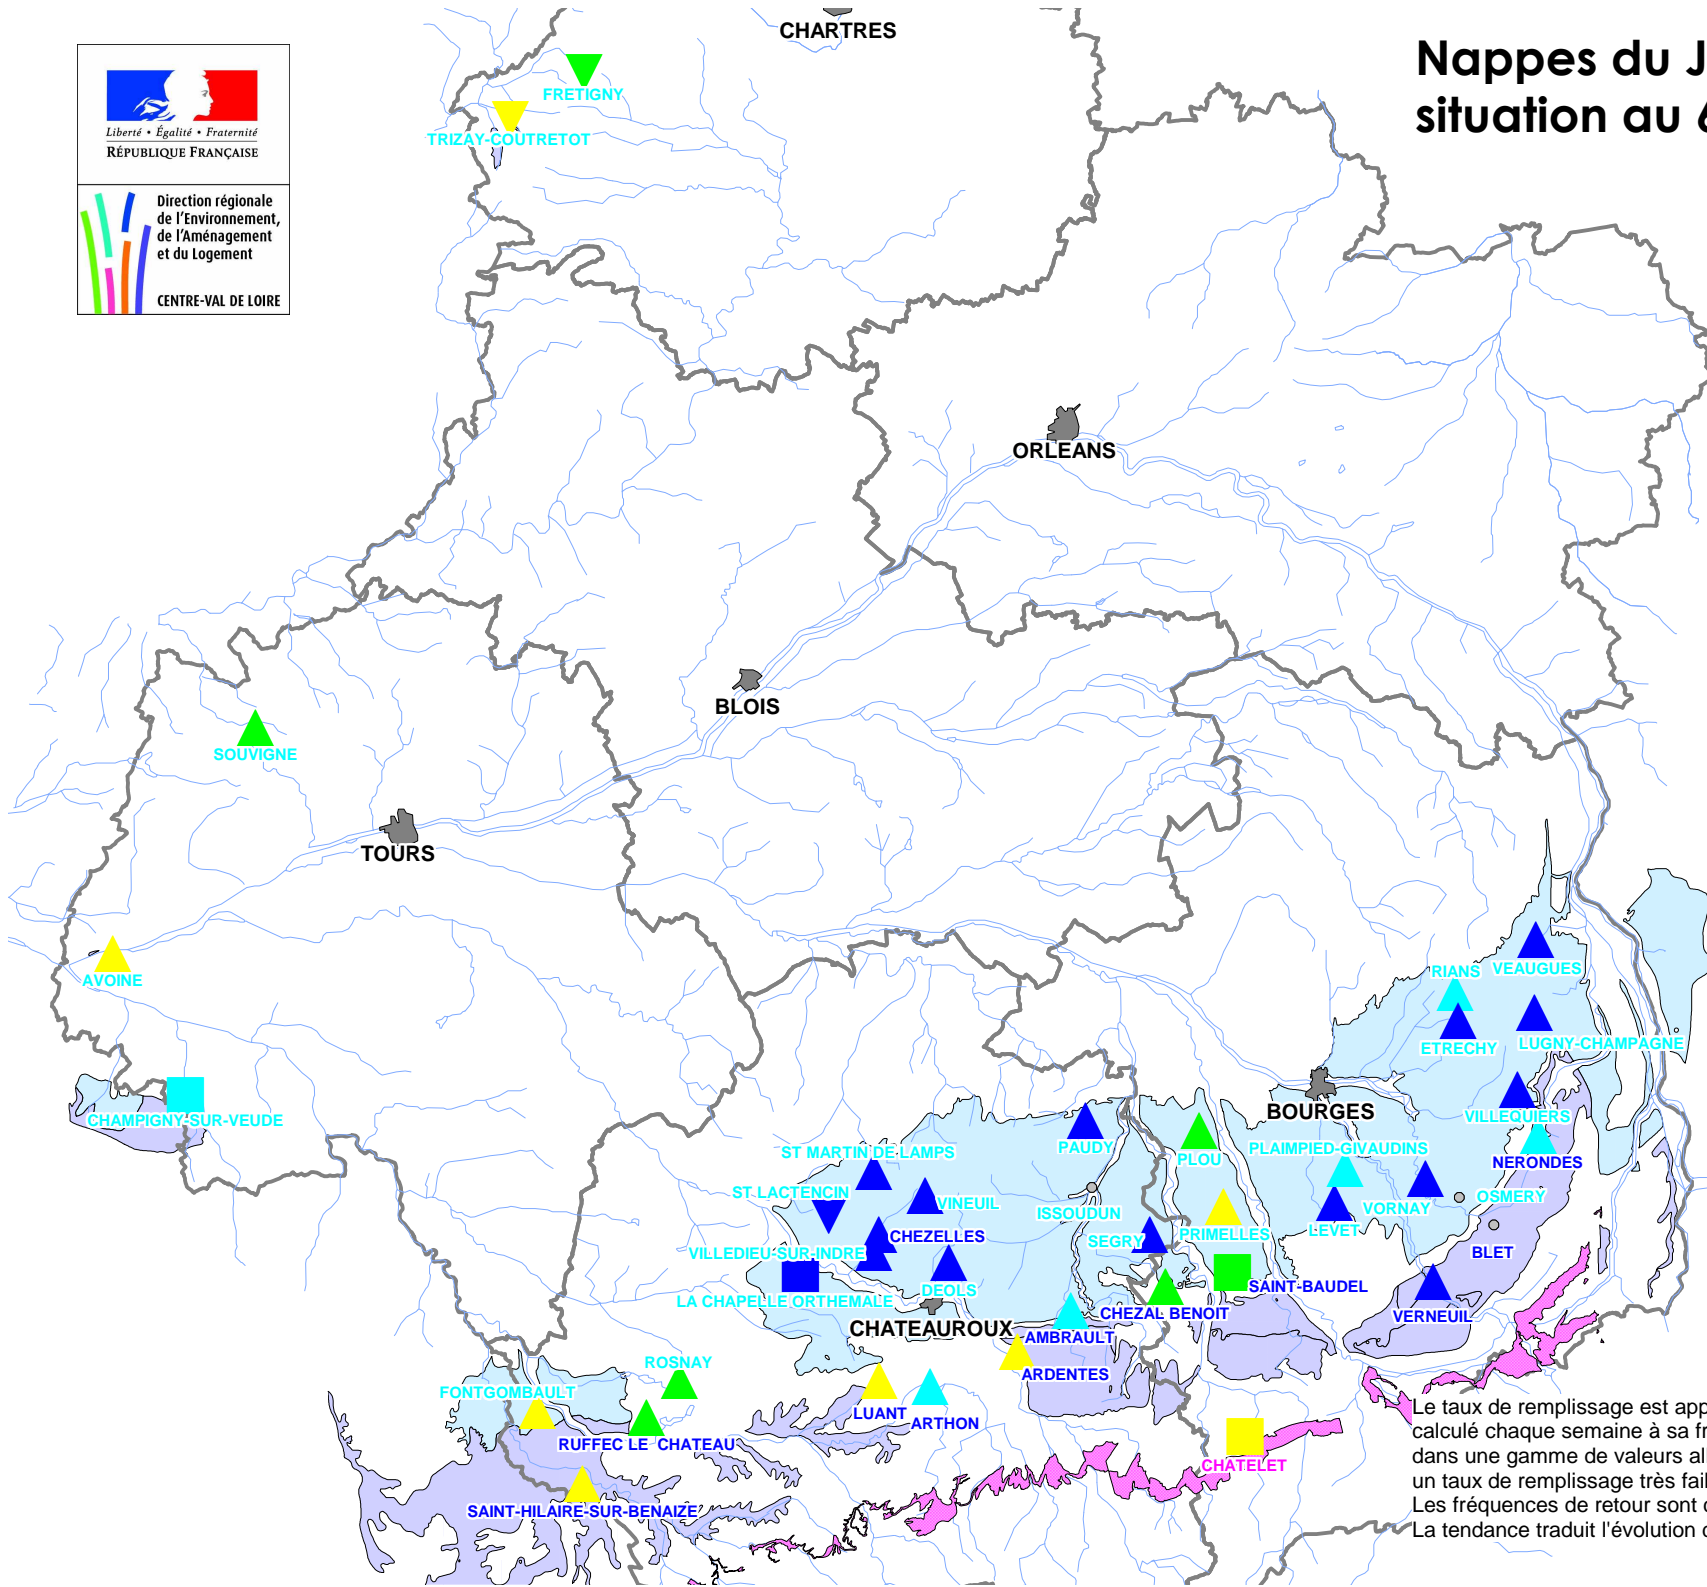 CHARTRES
Nappes du J
situation au 6
FRETIGNY
TRIZAY-COUTRETOT
Liberté • Égalité • Fraternité
RÉPUBLIQUE FRANÇAISE
Direction régionale
de l'Environnement,
de l'Aménagement
et du Logement
CENTRE-VAL DE LOIRE
ORLEANS
BLOIS
SOUVIGNE
TOURS
AVOINE
RIANS
VEAUGUES
ETRECHY
LUGNY-CHAMPAGNE
CHAMPIGNY-SUR-VEUDE
BOURGES
VILLEQUIERS
ST MARTIN DE LAMPS
PAUDY
PLOU
PLAIMPIED-GIVAUDINS
NERONDES
ST LACTENCIN
VINEUIL
ISSOUDUN
OSMERY
VORNAY
CHEZELLES
SEGRY
PRIMELLES
LEVET
VILLEDIEU-SUR-INDRE
BLET
DEOLS
SAINT-BAUDEL
LA CHAPELLE ORTHEMALE
CHEZAL BENOIT
VERNEUIL
CHATEAUROUX
AMBRAULT
ROSNAY
ARDENTES
FONTGOMBAULT
LUANT
ARTHON
RUFFEC LE CHATEAU
CHATELET
SAINT-HILAIRE-SUR-BENAIZE
Le taux de remplissage est app
calculé chaque semaine à sa fr
dans une gamme de valeurs all
un taux de remplissage très fail
Les fréquences de retour sont c
La tendance traduit l'évolution d